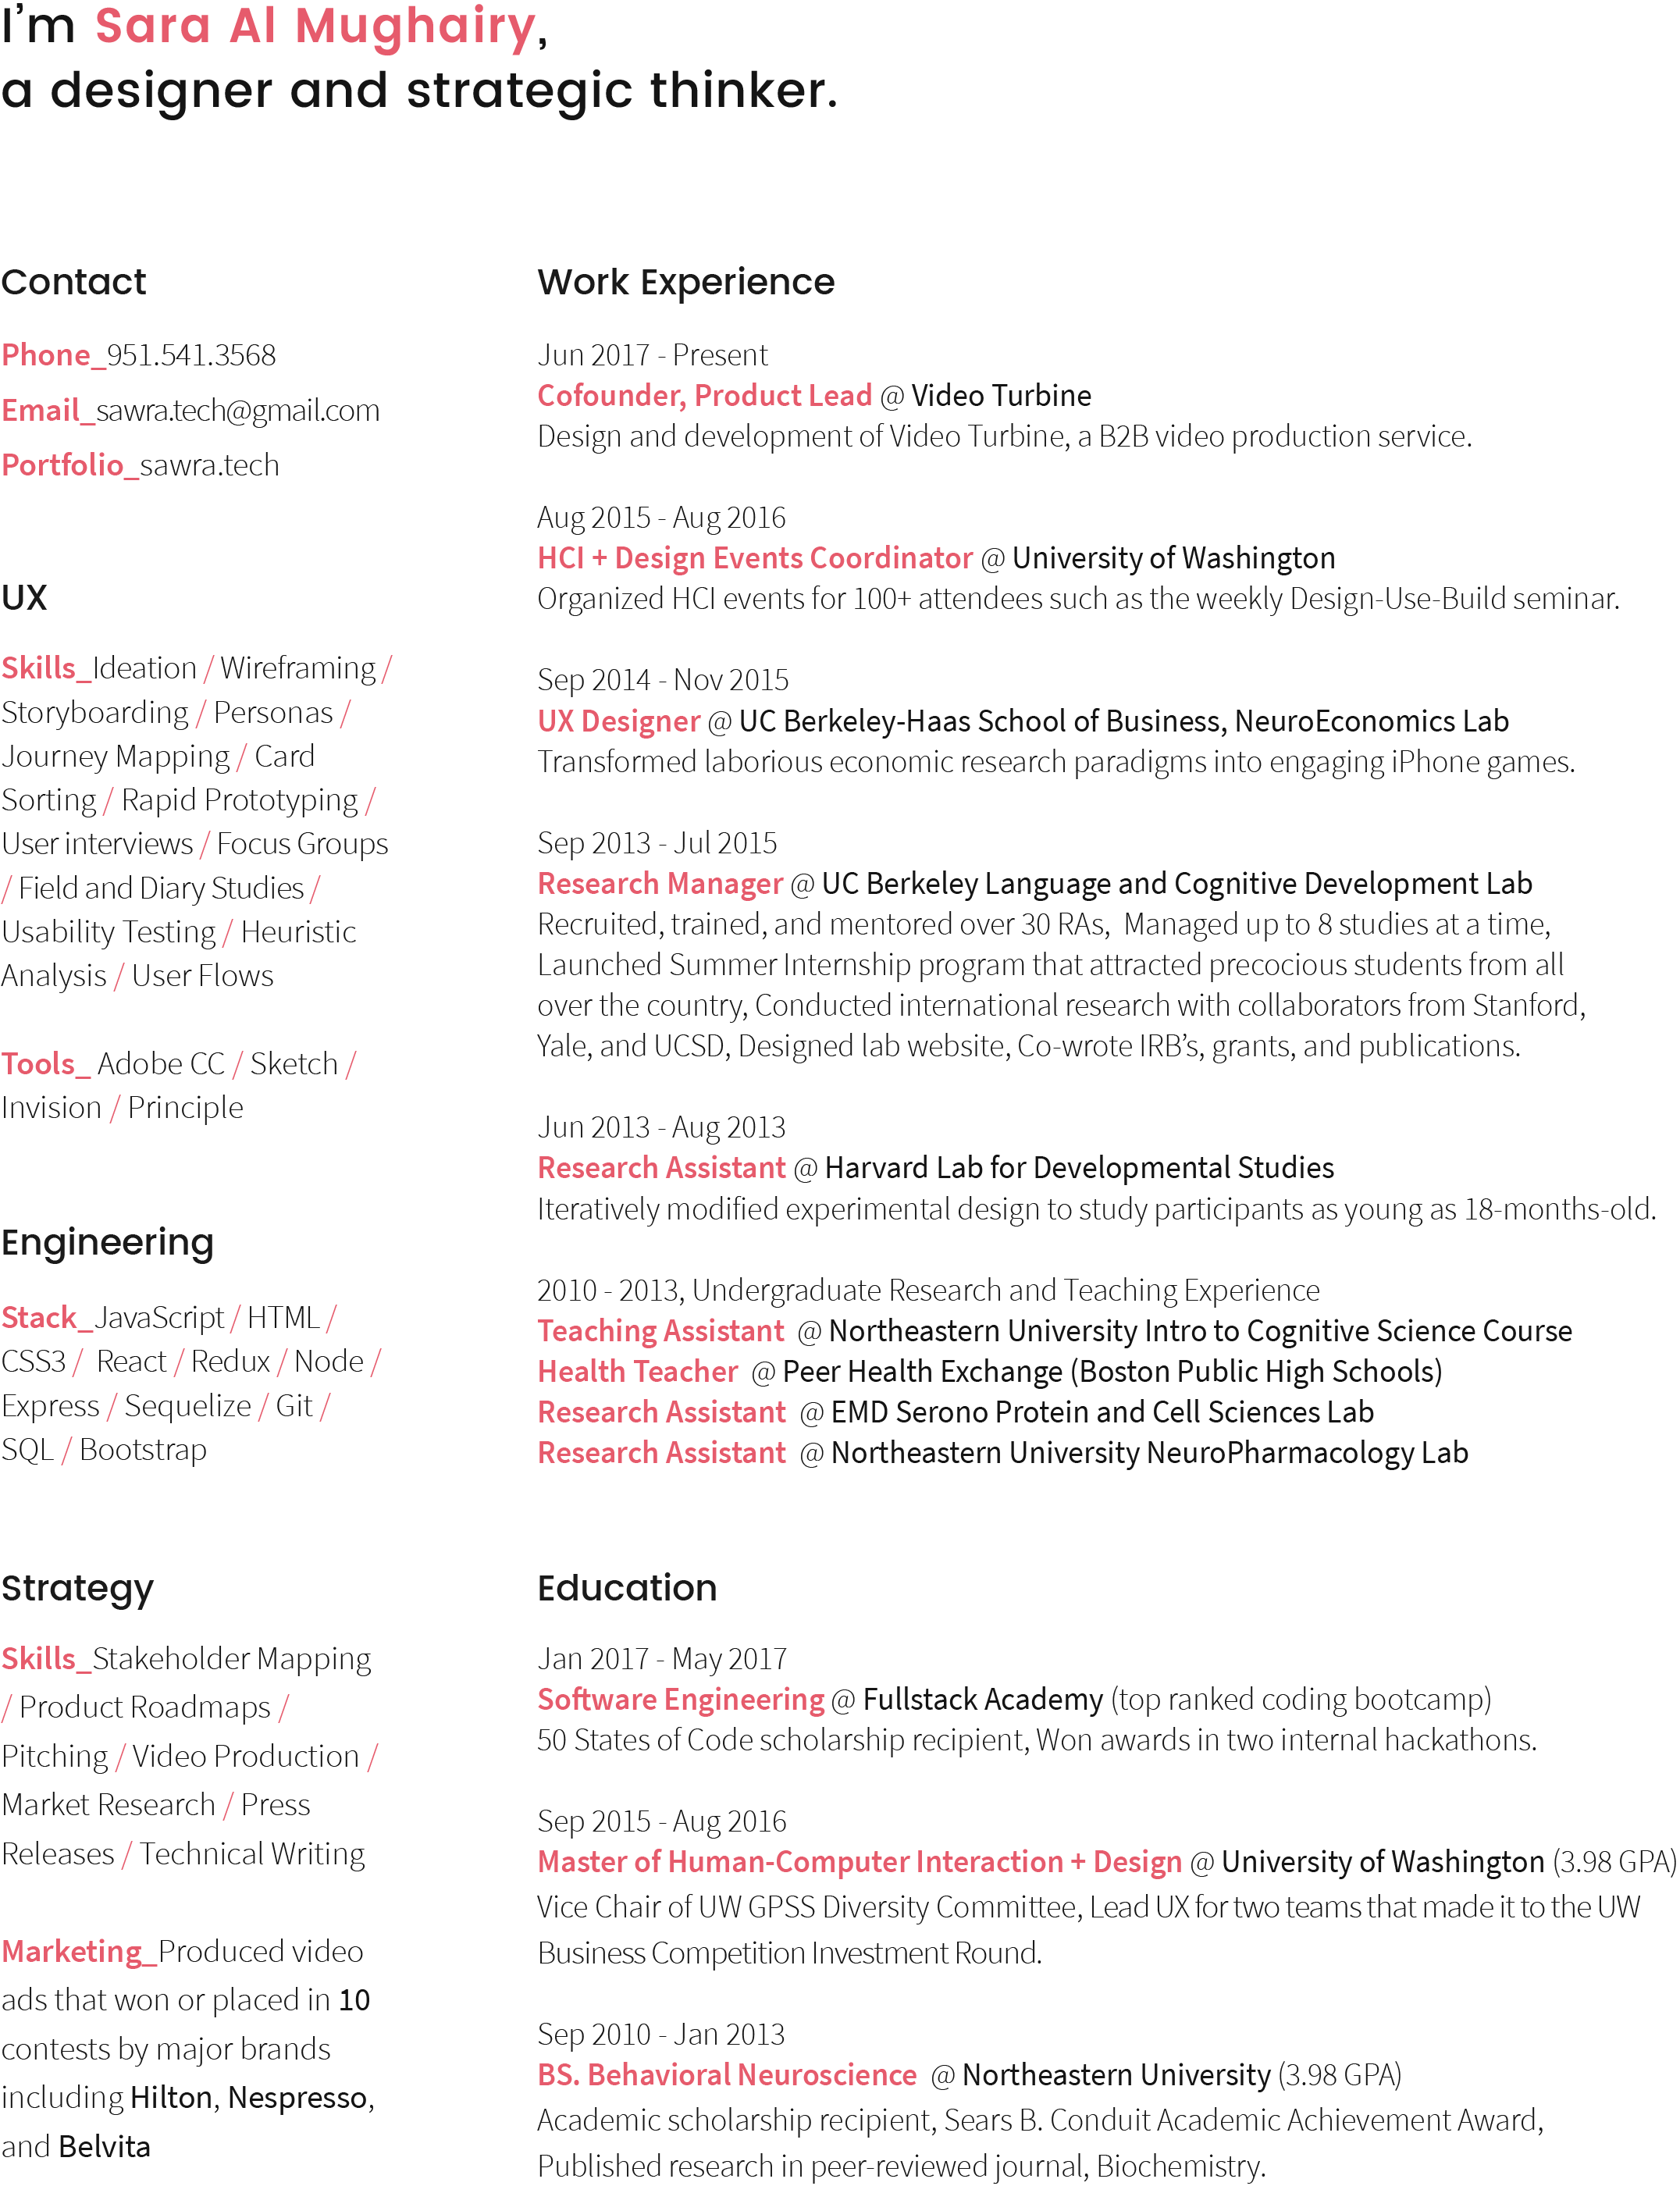 I’m Sara Al Mughairy,
a designer and strategic thinker.
Contact
Phone_951.541.3568
Email_sawra.tech@gmail.com
Portfolio_sawra.tech
UX
Skills_Ideation / Wireframing /
Storyboarding / Personas /
Journey Mapping / Card
Sorting / Rapid Prototyping /
User interviews / Focus Groups
/ Field and Diary Studies /
Usability Testing / Heuristic
Analysis / User Flows
Tools_ Adobe CC / Sketch /
Invision / Principle
Engineering
Stack_JavaScript / HTML /
CSS3 / React / Redux / Node /
Express / Sequelize / Git /
SQL / Bootstrap
Strategy
Skills_Stakeholder Mapping
/ Product Roadmaps /
Pitching / Video Production /
Market Research / Press
Releases / Technical Writing
Marketing_Produced video
ads that won or placed in 10
contests by major brands
including Hilton, Nespresso,
and Belvita
Work Experience
Jun 2017 - Present
Cofounder, Product Lead @ Video Turbine
Design and development of Video Turbine, a B2B video production service.
Aug 2015 - Aug 2016
HCI + Design Events Coordinator @ University of Washington
Organized HCI events for 100+ attendees such as the weekly Design-Use-Build seminar.
Sep 2014 - Nov 2015
UX Designer @ UC Berkeley-Haas School of Business, NeuroEconomics Lab
Transformed laborious economic research paradigms into engaging iPhone games.
Sep 2013 - Jul 2015
Research Manager @ UC Berkeley Language and Cognitive Development Lab
Recruited, trained, and mentored over 30 RAs,  Managed up to 8 studies at a time,
Launched Summer Internship program that attracted precocious students from all
over the country, Conducted international research with collaborators from Stanford,
Yale, and UCSD, Designed lab website, Co-wrote IRB’s, grants, and publications.
Jun 2013 - Aug 2013
Research Assistant @ Harvard Lab for Developmental Studies
Iteratively modified experimental design to study participants as young as 18-months-old.
2010 - 2013, Undergraduate Research and Teaching Experience
Teaching Assistant @ Northeastern University Intro to Cognitive Science Course
Health Teacher @ Peer Health Exchange (Boston Public High Schools)
Research Assistant @ EMD Serono Protein and Cell Sciences Lab
Research Assistant @ Northeastern University NeuroPharmacology Lab
Education
Jan 2017 - May 2017
Software Engineering @ Fullstack Academy (top ranked coding bootcamp)
50 States of Code scholarship recipient, Won awards in two internal hackathons.
Sep 2015 - Aug 2016
Master of Human-Computer Interaction + Design @ University of Washington (3.98 GPA)
Vice Chair of UW GPSS Diversity Committee, Lead UX for two teams that made it to the UW
Business Competition Investment Round.
Sep 2010 - Jan 2013
BS. Behavioral Neuroscience @ Northeastern University (3.98 GPA)
Academic scholarship recipient, Sears B. Conduit Academic Achievement Award,
Published research in peer-reviewed journal, Biochemistry.